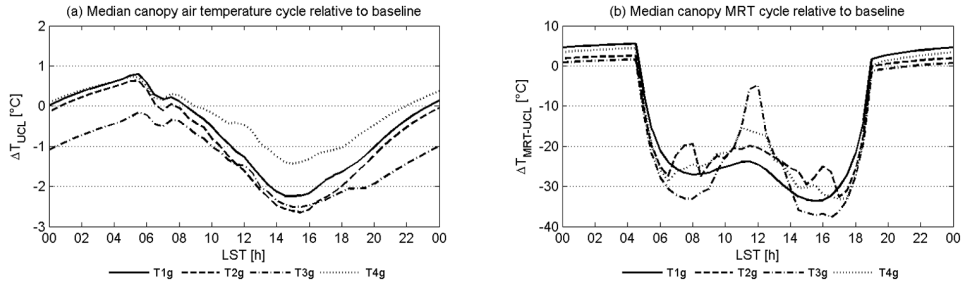 (a) Median canopy air temperature cycle relative to baseline
ΔT_UCL [°C]
2
1
0
-1
-2
-3
00 02 04 06 08 10 12 14 16 18 20 22 00
LST [h]
T1g T2g T3g T4g
(b) Median canopy MRT cycle relative to baseline
ΔT_MRT-UCL [°C]
10
0
-10
-20
-30
-40
00 02 04 06 08 10 12 14 16 18 20 22 00
LST [h]
T1g T2g T3g T4g